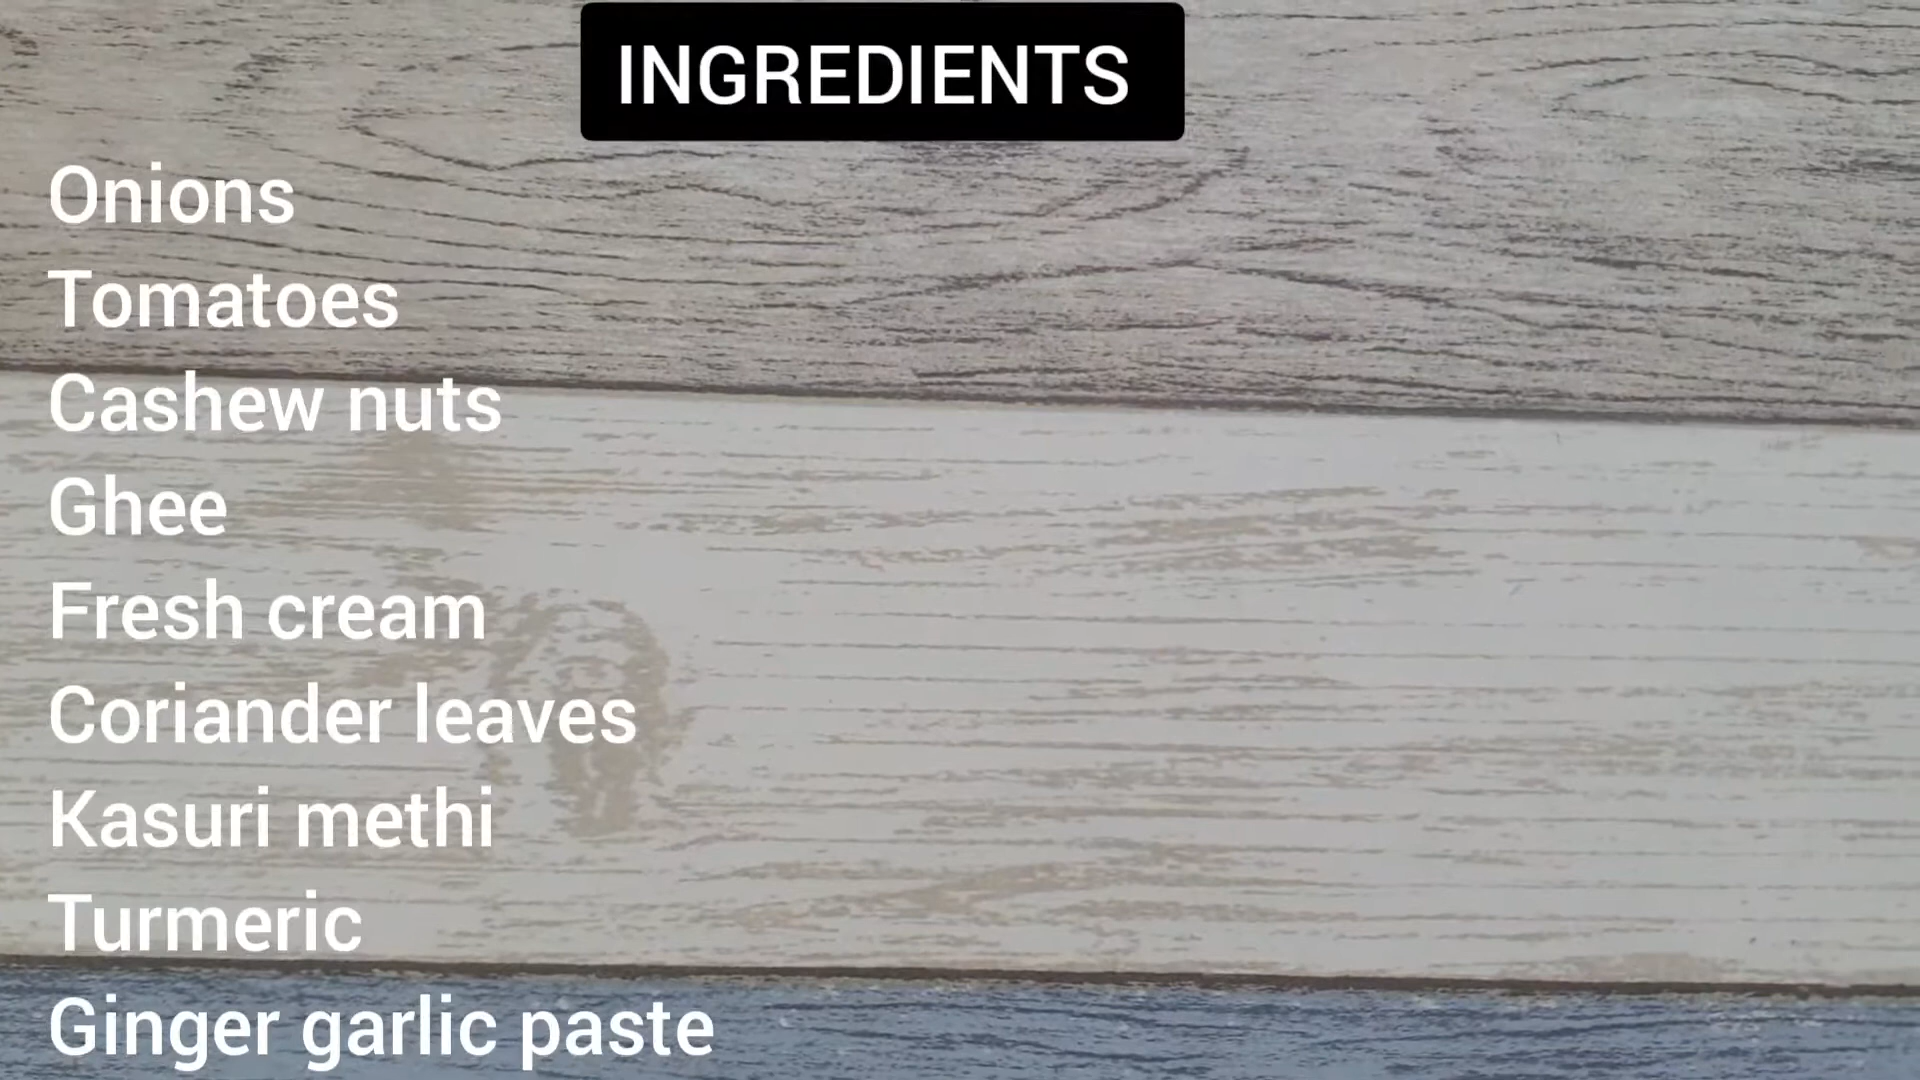 INGREDIENTS
Onions
Tomatoes
Cashew nuts
Ghee
Fresh cream
Coriander leaves
Kasuri methi
Turmeric
Ginger garlic paste